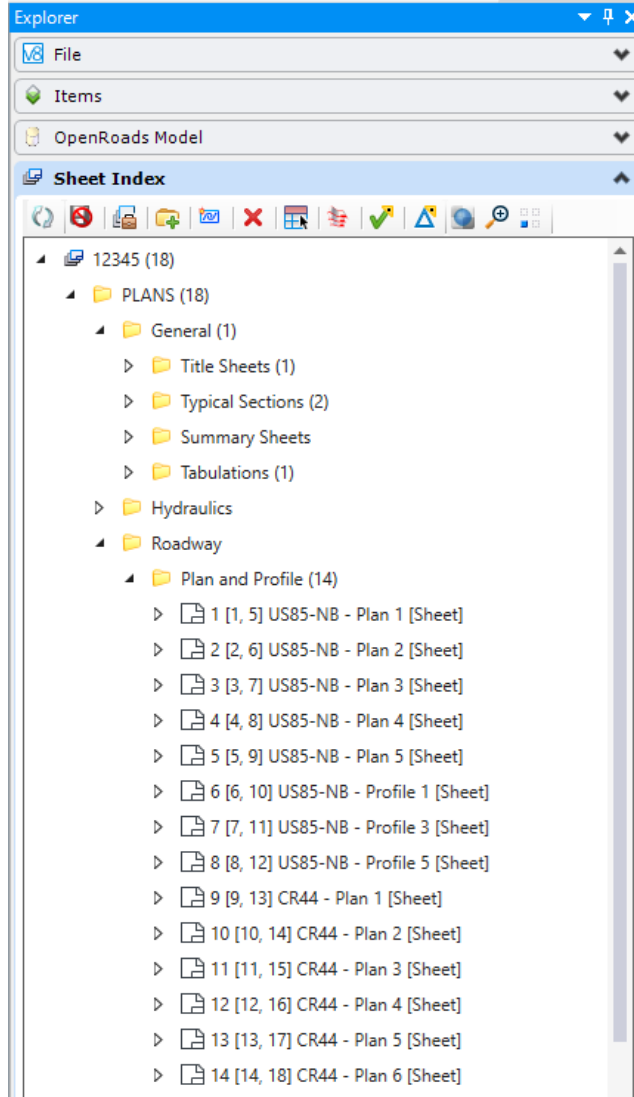 Explorer
V8 File
Items
OpenRoads Model
Sheet Index
12345 (18)
PLANS (18)
General (1)
Title Sheets (1)
Typical Sections (2)
Summary Sheets
Tabulations (1)
Hydraulics
Roadway
Plan and Profile (14)
1 [1, 5] US85-NB - Plan 1 [Sheet]
2 [2, 6] US85-NB - Plan 2 [Sheet]
3 [3, 7] US85-NB - Plan 3 [Sheet]
4 [4, 8] US85-NB - Plan 4 [Sheet]
5 [5, 9] US85-NB - Plan 5 [Sheet]
6 [6, 10] US85-NB - Profile 1 [Sheet]
7 [7, 11] US85-NB - Profile 3 [Sheet]
8 [8, 12] US85-NB - Profile 5 [Sheet]
9 [9, 13] CR44 - Plan 1 [Sheet]
10 [10, 14] CR44 - Plan 2 [Sheet]
11 [11, 15] CR44 - Plan 3 [Sheet]
12 [12, 16] CR44 - Plan 4 [Sheet]
13 [13, 17] CR44 - Plan 5 [Sheet]
14 [14, 18] CR44 - Plan 6 [Sheet]